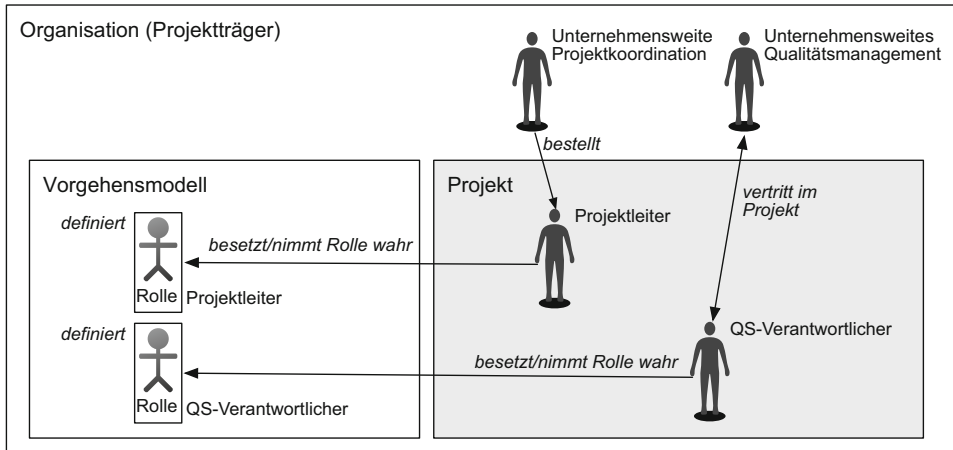 Organisation (Projektträger)
Unternehmensweite
Projektkoordination
Unternehmensweites
Qualitätsmanagement
bestellt
Vorgehensmodell
Projekt
vertritt im
Projekt
definiert
Projektleiter
besetzt/nimmt Rolle wahr
Rolle
Projektleiter
definiert
QS-Verantwortlicher
besetzt/nimmt Rolle wahr
Rolle
QS-Verantwortlicher